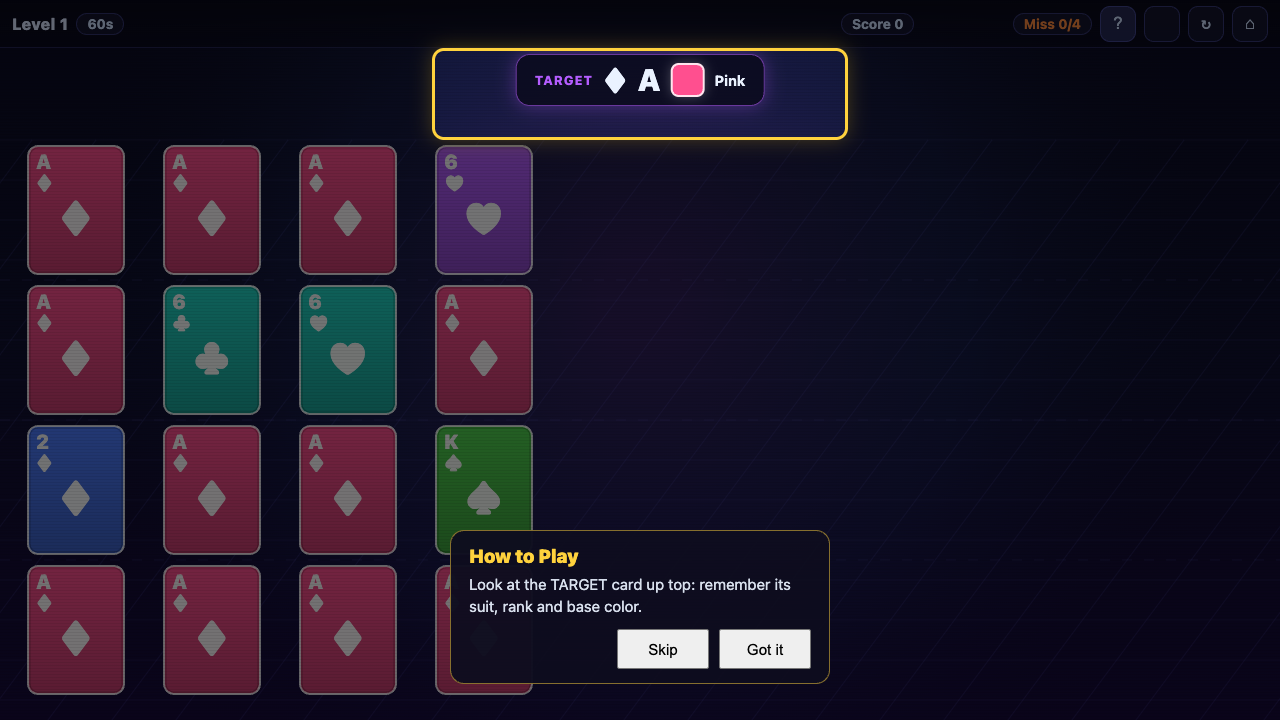 Level 1 60s Score 0 Miss 0/4 ?
TARGET A Pink
A A A 6
A 6 6 A
2 A A K
A A A A
How to Play
Look at the TARGET card up top: remember its
suit, rank and base color.
Skip Got it